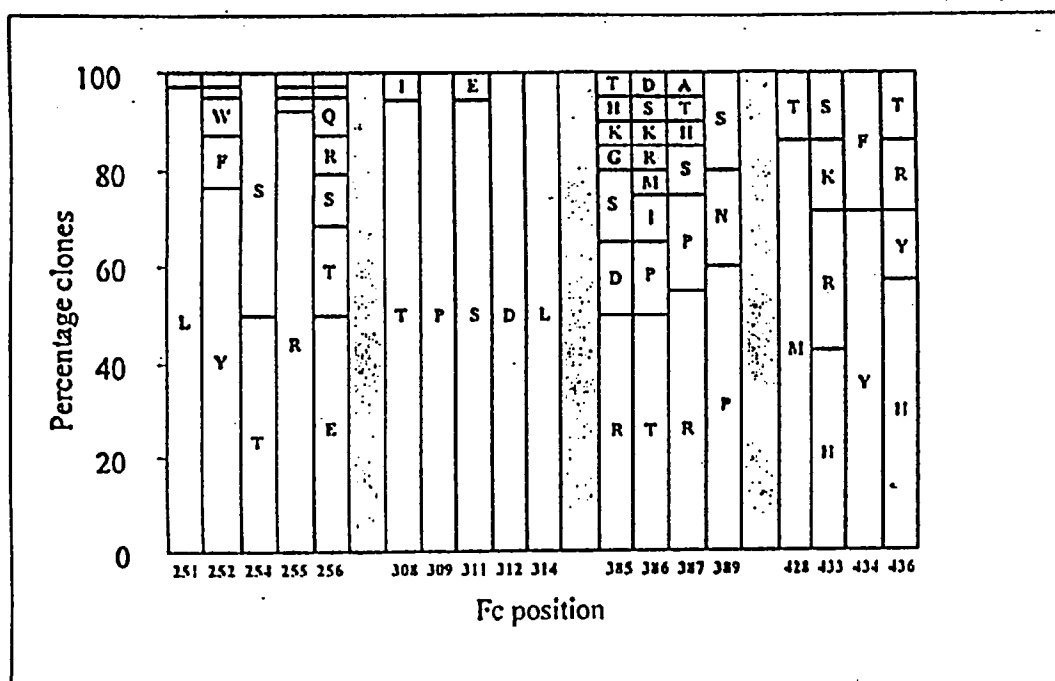 Percentage clones
100
80
60
40
20
0
I E T D A
H S T
W Q S T S T
K K H
F R G R F
S M R K
S S S N I
P Y
T D P R
L T P S D L
R M
Y Y
P H
T E R T R H
251 252 254 255 256 308 309 311 312 314 385 386 387 389 428 433 434 436
Fc position